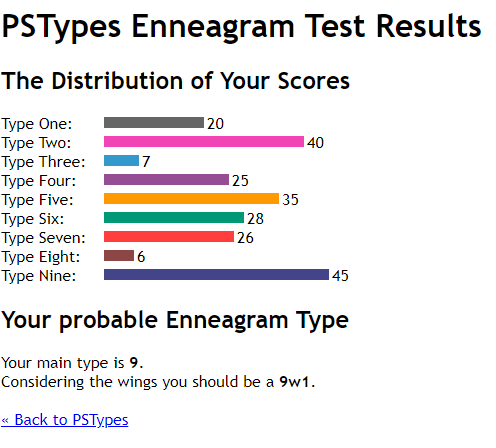 PSTypes Enneagram Test Results
The Distribution of Your Scores
Type One: 20
Type Two: 40
Type Three: 7
Type Four: 25
Type Five: 35
Type Six: 28
Type Seven: 26
Type Eight: 6
Type Nine: 45
Your probable Enneagram Type
Your main type is 9.
Considering the wings you should be a 9w1.
« Back to PSTypes